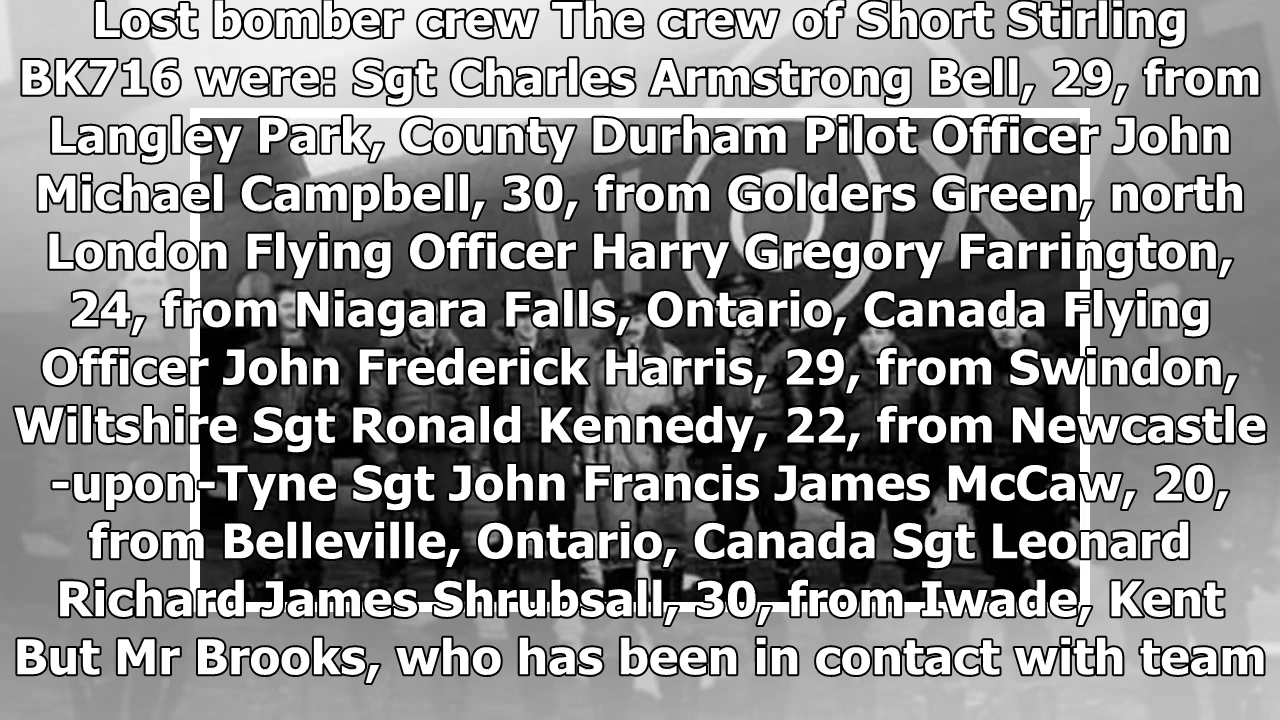 Lost bomber crew The crew of Short Stirling
BK716 were: Sgt Charles Armstrong Bell, 29, from
Langley Park, County Durham Pilot Officer John
Michael Campbell, 30, from Golders Green, north
London Flying Officer Harry Gregory Farrington,
24, from Niagara Falls, Ontario, Canada Flying
Officer John Frederick Harris, 29, from Swindon,
Wiltshire Sgt Ronald Kennedy, 22, from Newcastle
-upon-Tyne Sgt John Francis James McCaw, 20,
from Belleville, Ontario, Canada Sgt Leonard
Richard James Shrubsall, 30, from Iwade, Kent
But Mr Brooks, who has been in contact with team